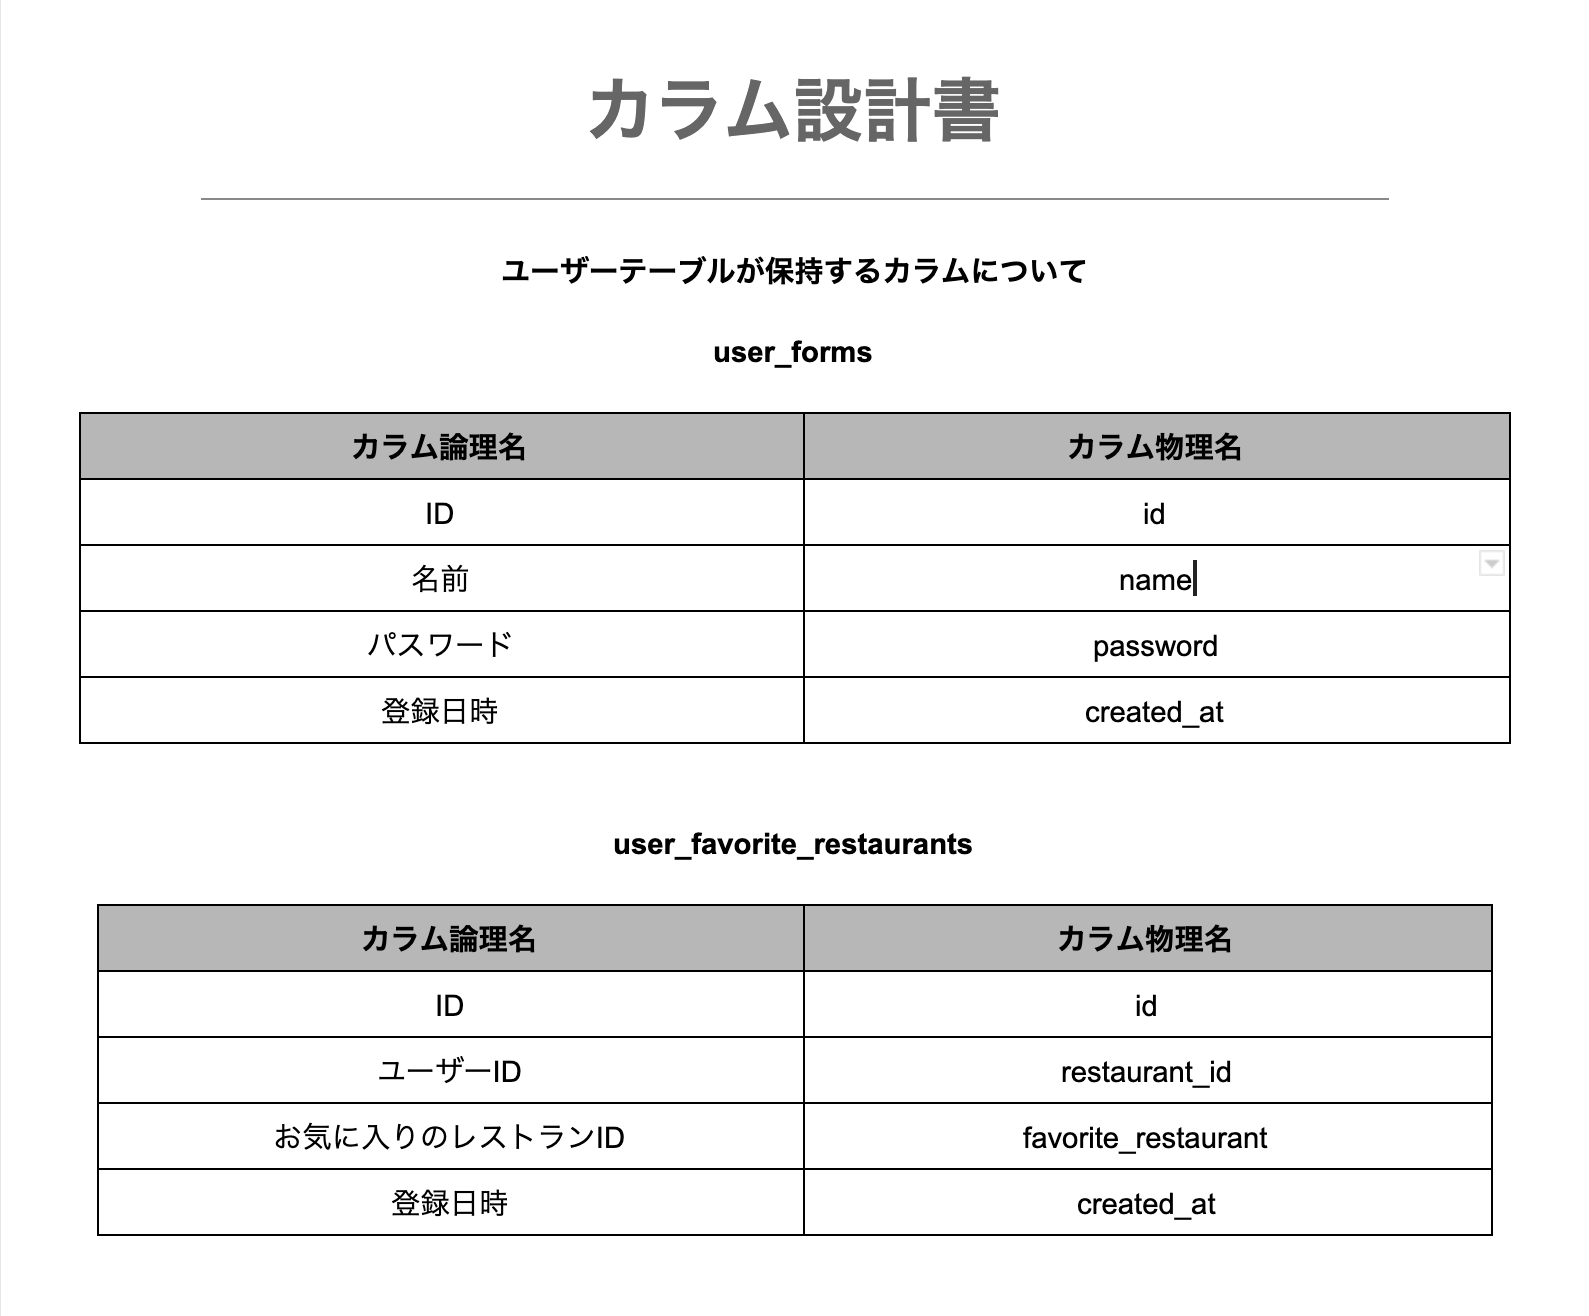 カラム設計書
ユーザーテーブルが保持するカラムについて
user_forms
カラム論理名 カラム物理名
ID id
名前 name
パスワード password
登録日時 created_at
user_favorite_restaurants
カラム論理名 カラム物理名
ID id
ユーザーID restaurant_id
お気に入りのレストランID favorite_restaurant
登録日時 created_at